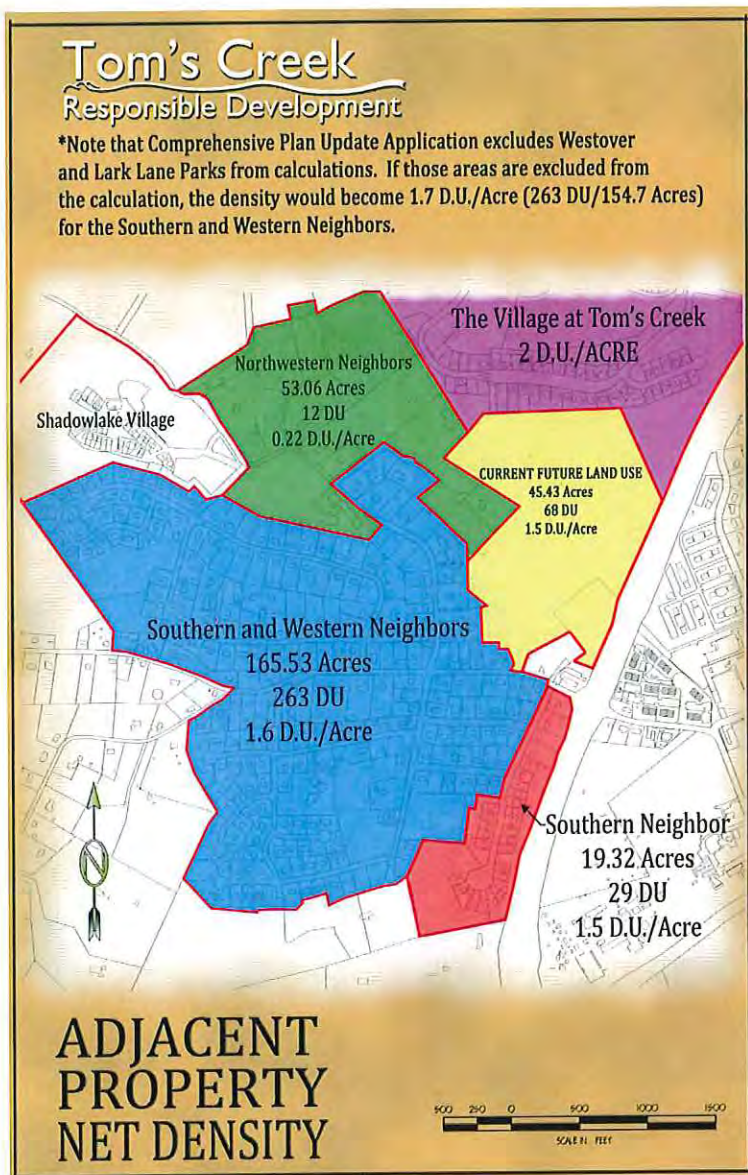 Tom's Creek
Responsible Development
*Note that Comprehensive Plan Update Application excludes Westover
and Lark Lane Parks from calculations. If those areas are excluded from
the calculation, the density would become 1.7 D.U./Acre (263 DU/154.7 Acres)
for the Southern and Western Neighbors.
The Village at Tom's Creek
2 D.U./ACRE
Northwestern Neighbors
53.06 Acres
12 DU
0.22 D.U./Acre
Shadowlake Village
CURRENT FUTURE LAND USE
45.43 Acres
68 DU
1.5 D.U./Acre
Southern and Western Neighbors
165.53 Acres
263 DU
1.6 D.U./Acre
Southern Neighbor
19.32 Acres
29 DU
1.5 D.U./Acre
N
ADJACENT
PROPERTY
NET DENSITY
500 250 0 500 1000 1500
SCALE IN FEET